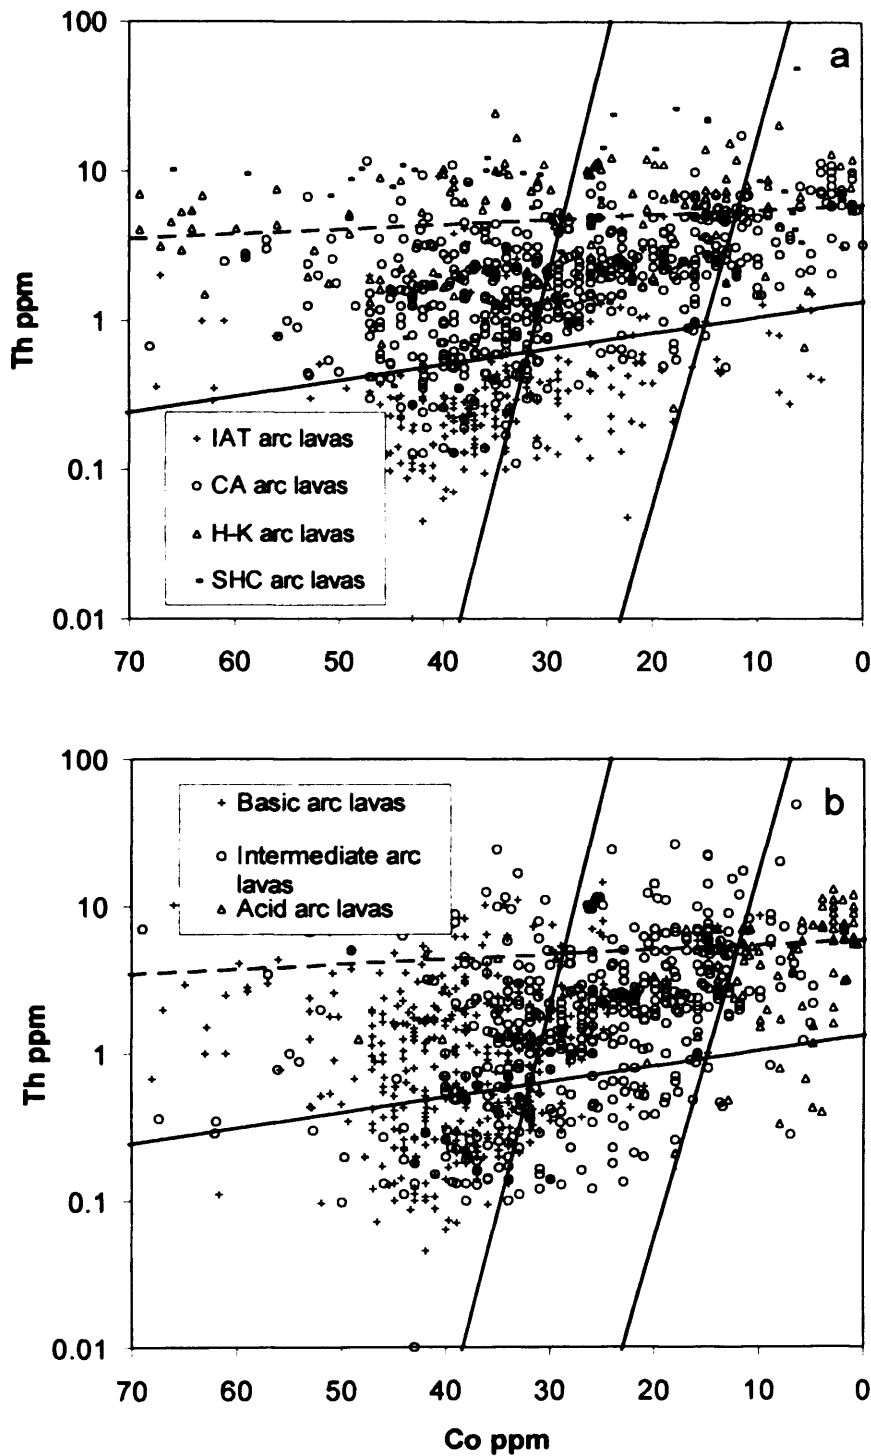 100
a
10
Th ppm
1
+ IAT arc lavas
o CA arc lavas
0.1
△ H-K arc lavas
- SHC arc lavas
0.01
70 60 50 40 30 20 10 0
100
+ Basic arc lavas
b
o Intermediate arc
lavas
10
△ Acid arc lavas
Th ppm
1
0.1
0.01
70 60 50 40 30 20 10 0
Co ppm